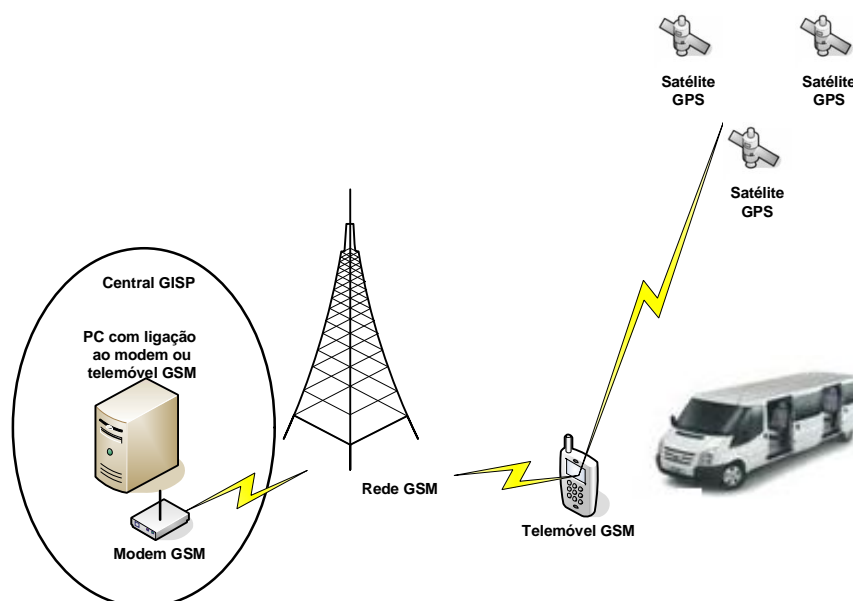 Satélite
GPS
Satélite
GPS
Satélite
GPS
Central GISP
PC com ligação
ao modem ou
telemóvel GSM
Rede GSM
Telemóvel GSM
Modem GSM